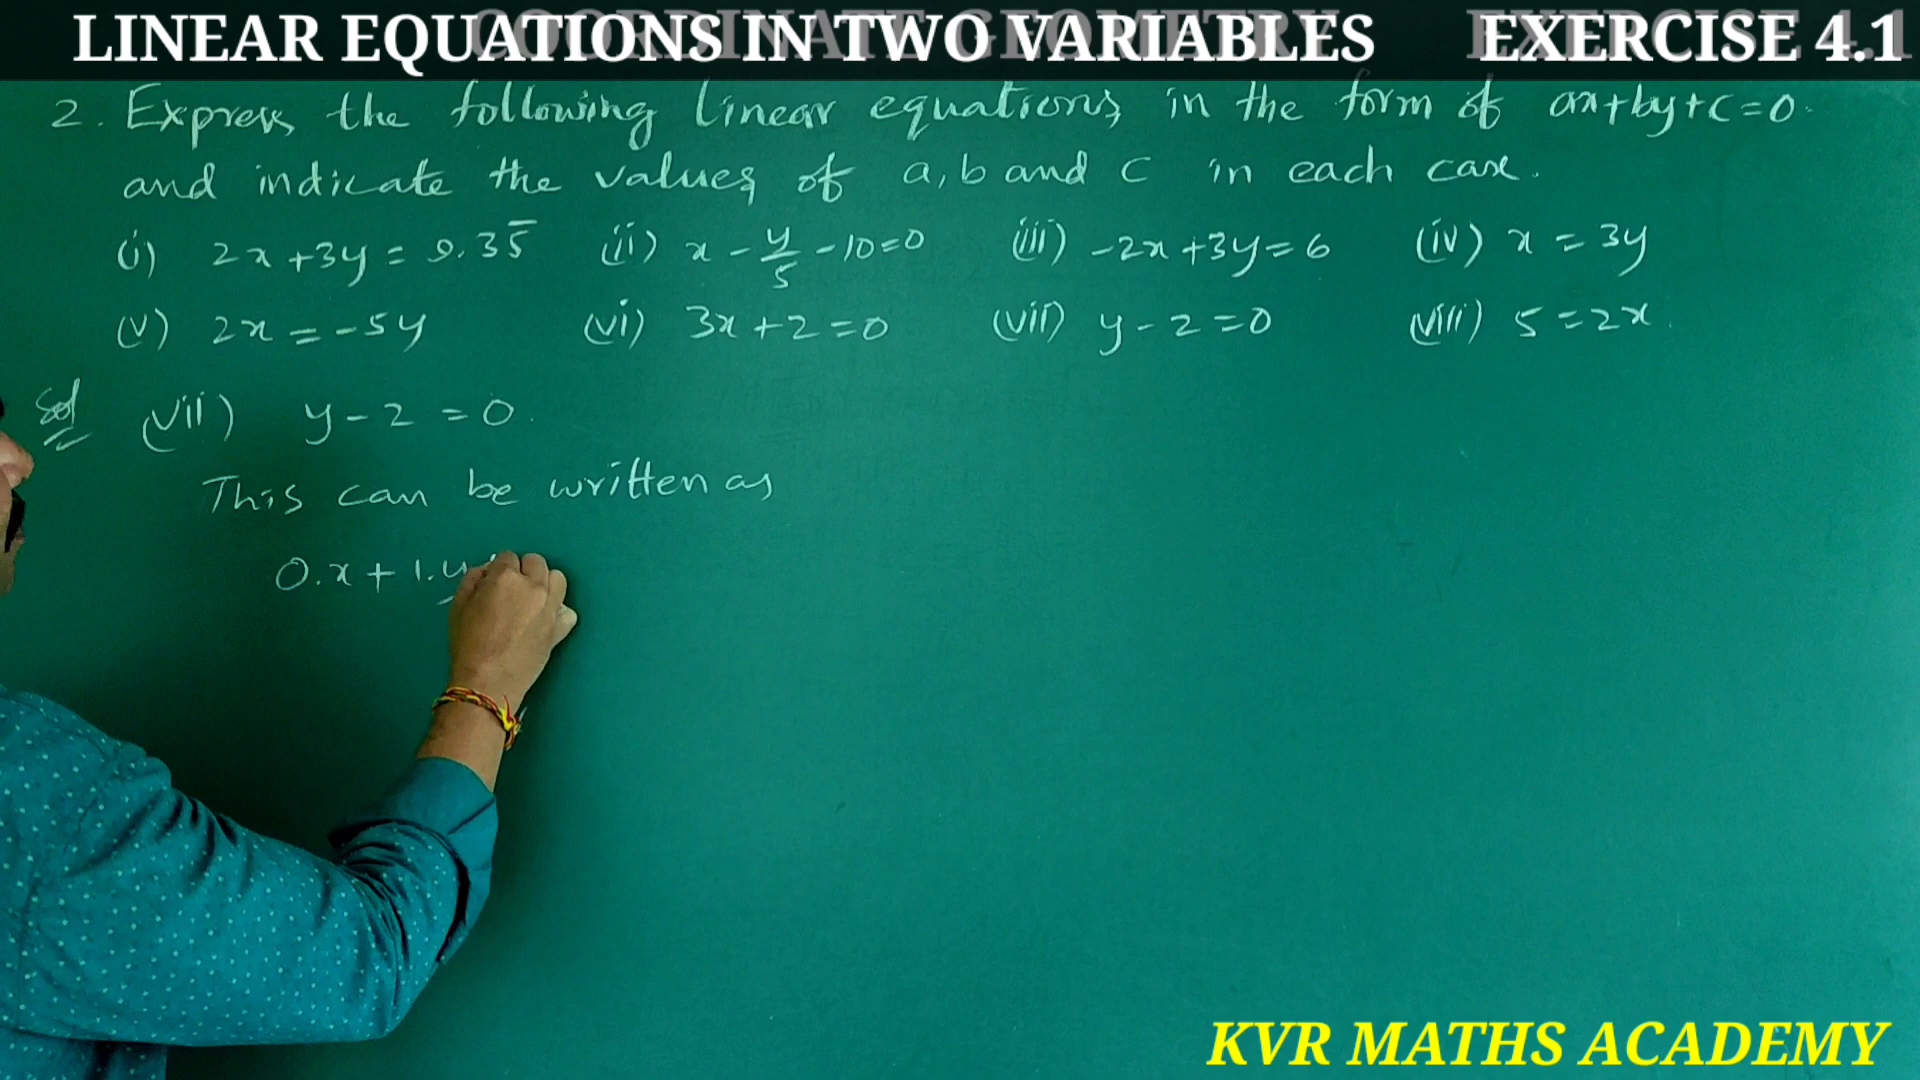 LINEAR EQUATIONS IN TWO VARIABLES EXERCISE 4.1
2. Express the following linear equations in the form of ax+by+c=0.
and indicate the values of a, b and c in each case.
(i) 2x+3y=9.35̅ (ii) x-y/5-10=0 (iii) -2x+3y=6 (iv) x=3y
(v) 2x=-5y (vi) 3x+2=0 (vii) y-2=0 (viii) 5=2x.
Sol (vii) y-2=0.
This can be written as
0.x+1.y
KVR MATHS ACADEMY